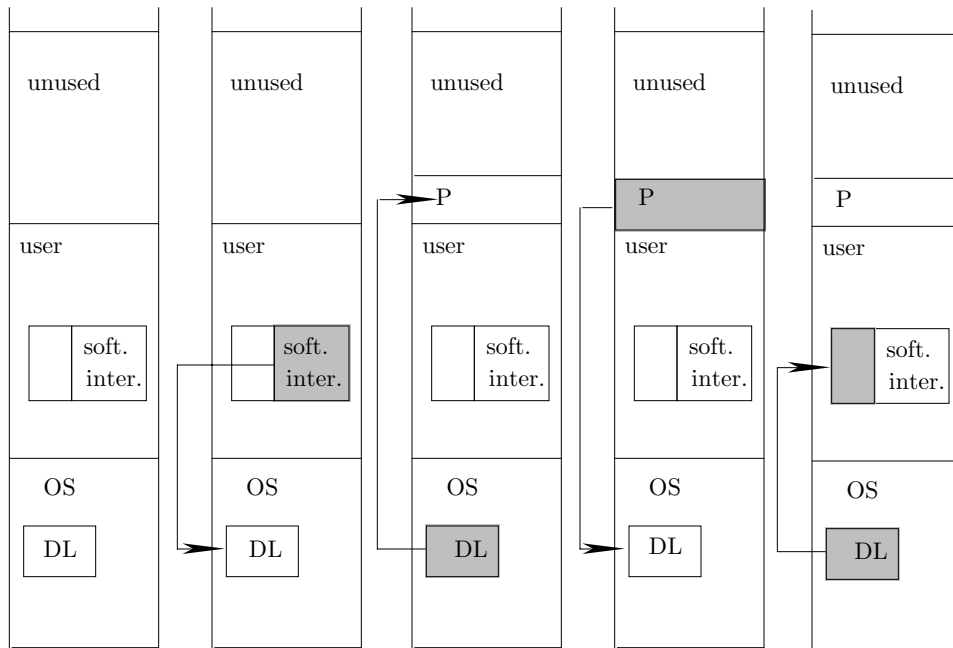 unused
user
soft.
inter.
OS
DL
unused
user
soft.
inter.
OS
DL
unused
P
user
soft.
inter.
OS
DL
unused
P
user
soft.
inter.
OS
DL
unused
P
user
soft.
inter.
OS
DL